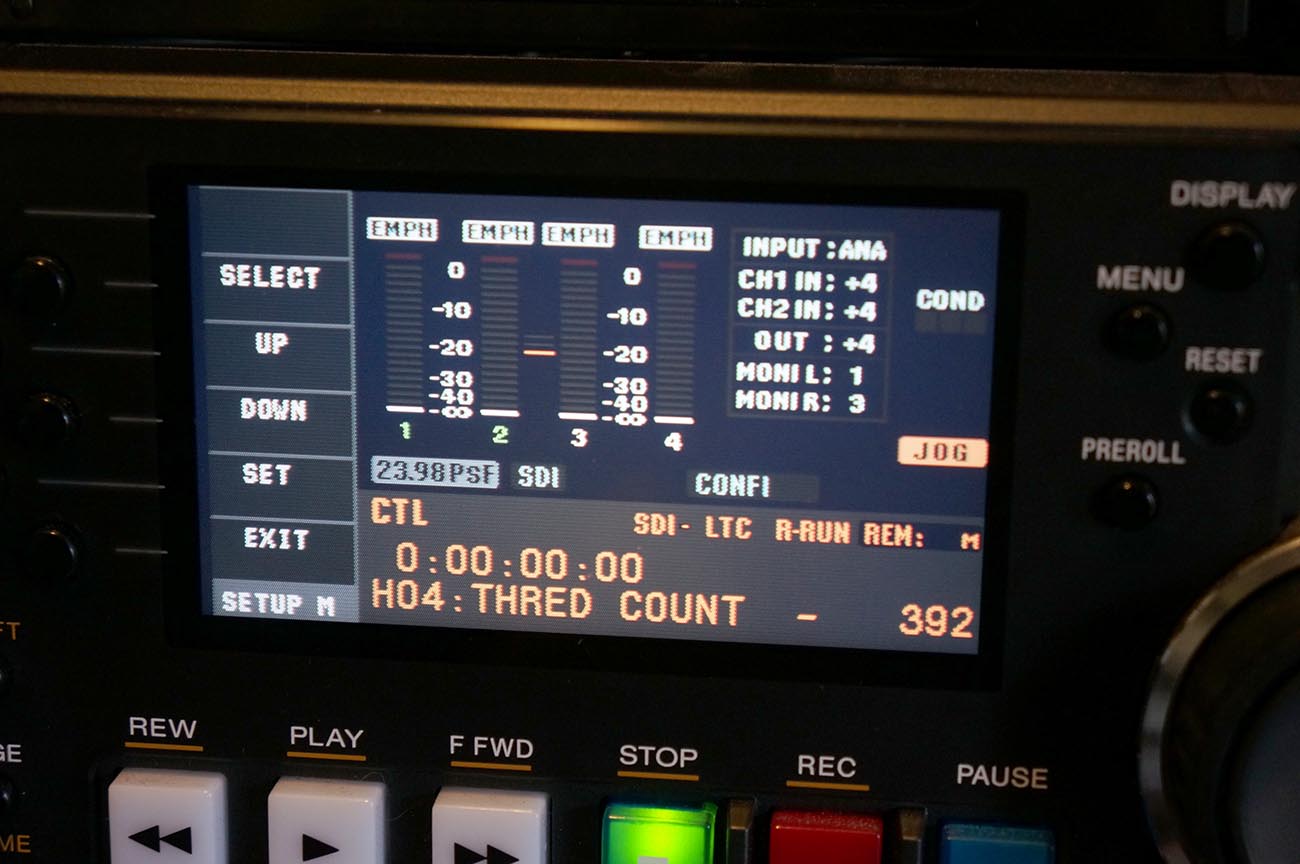 DISPLAY
MENU
RESET
PREROLL
SELECT
UP
DOWN
SET
EXIT
SETUP M
EMPH EMPH EMPH EMPH
0 0
-10 -10
-20 -20
-30 -30
-40 -40
-∞ -∞
1 2 3 4
INPUT :ANA
CH1 IN: +4
CH2 IN: +4
OUT : +4
MONI L: 1
MONI R: 3
COND
JOG
23.98PSF SDI CONFI
CTL SDI- LTC R-RUN REM: M
0:00:00:00
H04:THRED COUNT - 392
FT
GE
ME
REW PLAY F FWD STOP REC PAUSE